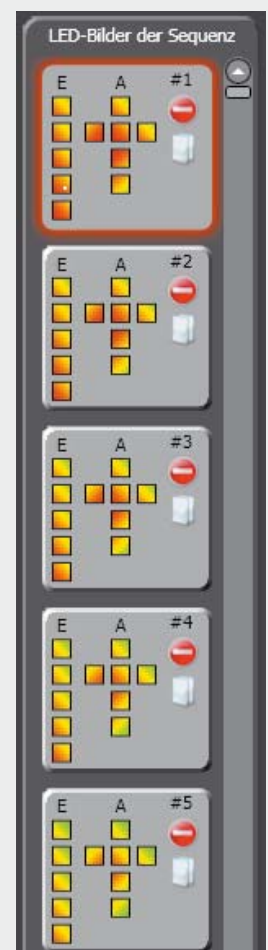 LED-Bilder der Sequenz
E A #1
E A #2
E A #3
E A #4
E A #5